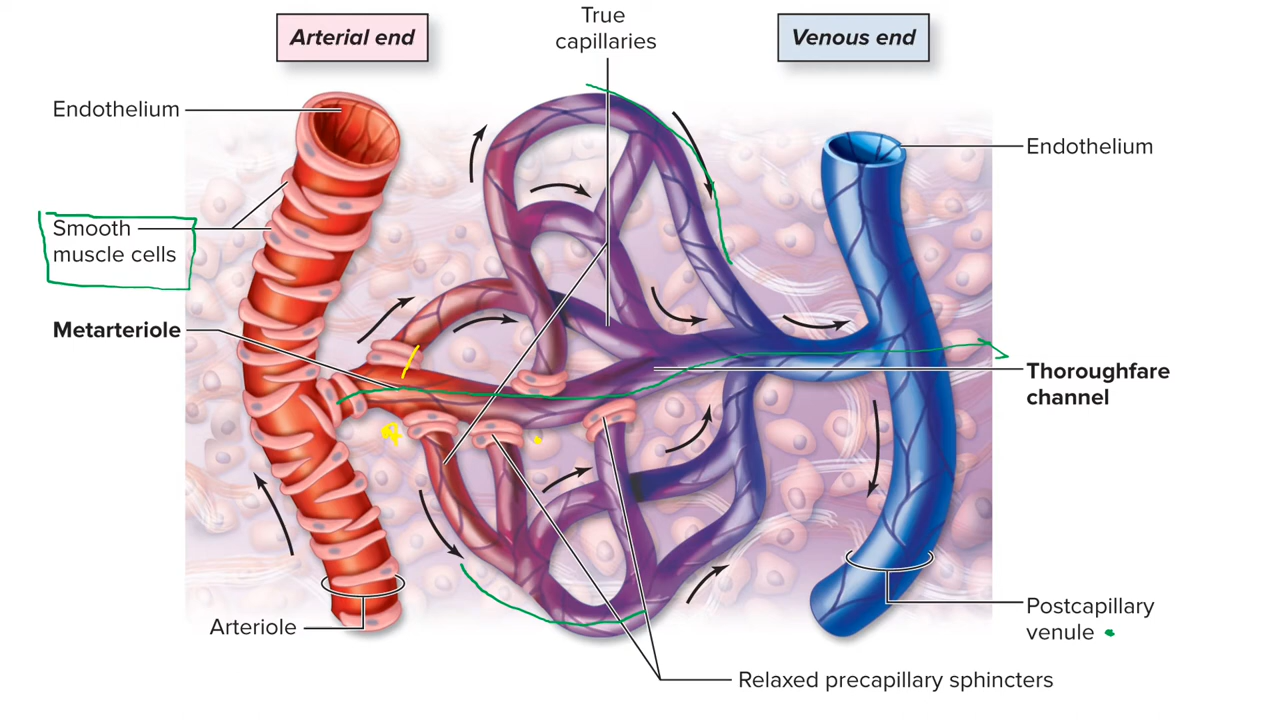 Arterial end
True
capillaries
Venous end
Endothelium
Endothelium
Smooth
muscle cells
Metarteriole
Thoroughfare
channel
Arteriole
Postcapillary
venule
Relaxed precapillary sphincters